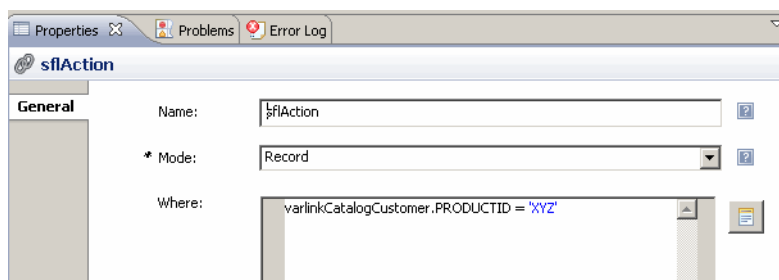 Properties Problems Error Log
sflAction
General
Name: sflAction
* Mode: Record
Where: varlinkCatalogCustomer.PRODUCTID = 'XYZ'